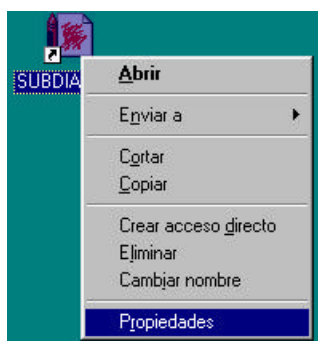 SUBDIA
Abrir
Enviar a
Cortar
Copiar
Crear acceso directo
Eliminar
Cambiar nombre
Propiedades